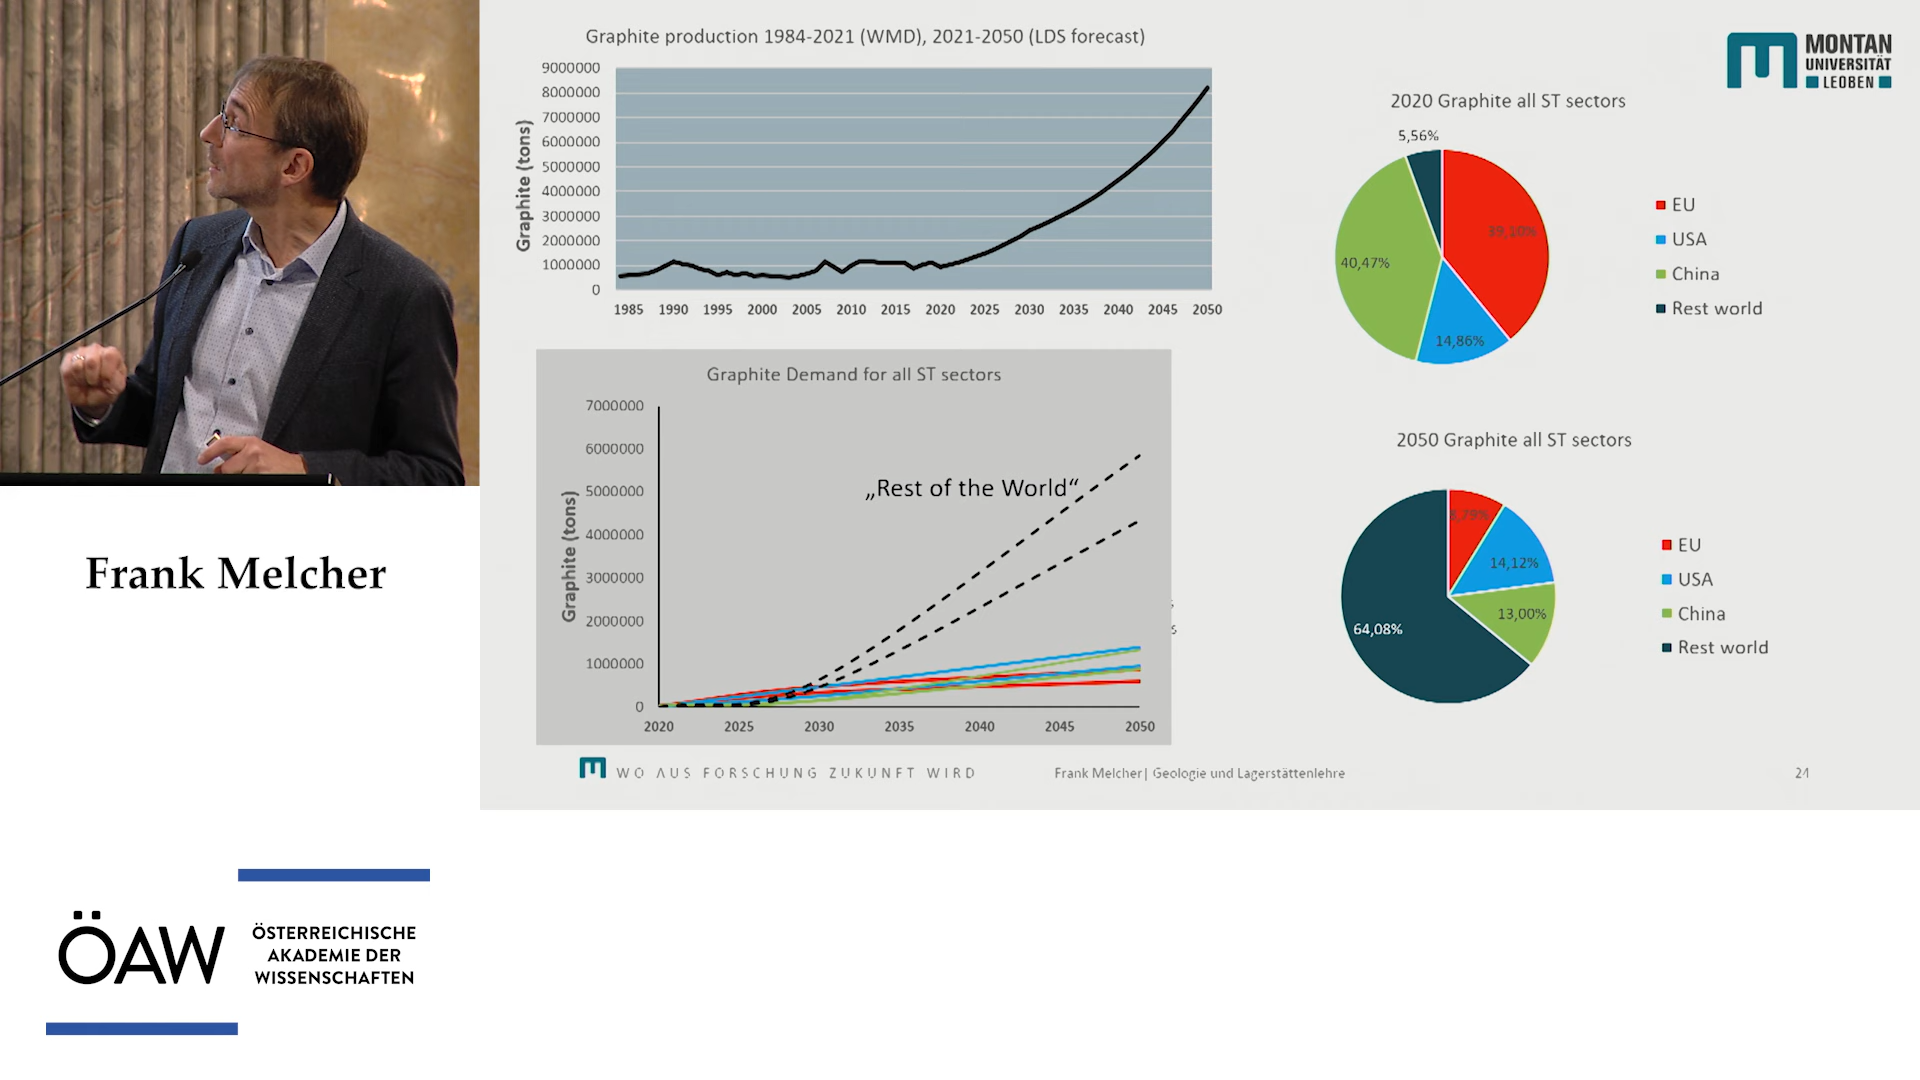 Graphite production 1984-2021 (WMD), 2021-2050 (LDS forecast)
Graphite (tons)
9000000
8000000
7000000
6000000
5000000
4000000
3000000
2000000
1000000
0
1985 1990 1995 2000 2005 2010 2015 2020 2025 2030 2035 2040 2045 2050
MONTAN
UNIVERSITÄT
LEOBEN
2020 Graphite all ST sectors
5,56%
39,10%
40,47%
14,86%
EU
USA
China
Rest world
Graphite Demand for all ST sectors
Graphite (tons)
7000000
6000000
5000000
4000000
3000000
2000000
1000000
0
„Rest of the World“
2020 2025 2030 2035 2040 2045 2050
2050 Graphite all ST sectors
8,79%
14,12%
13,00%
64,08%
EU
USA
China
Rest world
WO AUS FORSCHUNG ZUKUNFT WIRD
Frank Melcher| Geologie und Lagerstättenlehre
24
Frank Melcher
ÖAW
ÖSTERREICHISCHE
AKADEMIE DER
WISSENSCHAFTEN